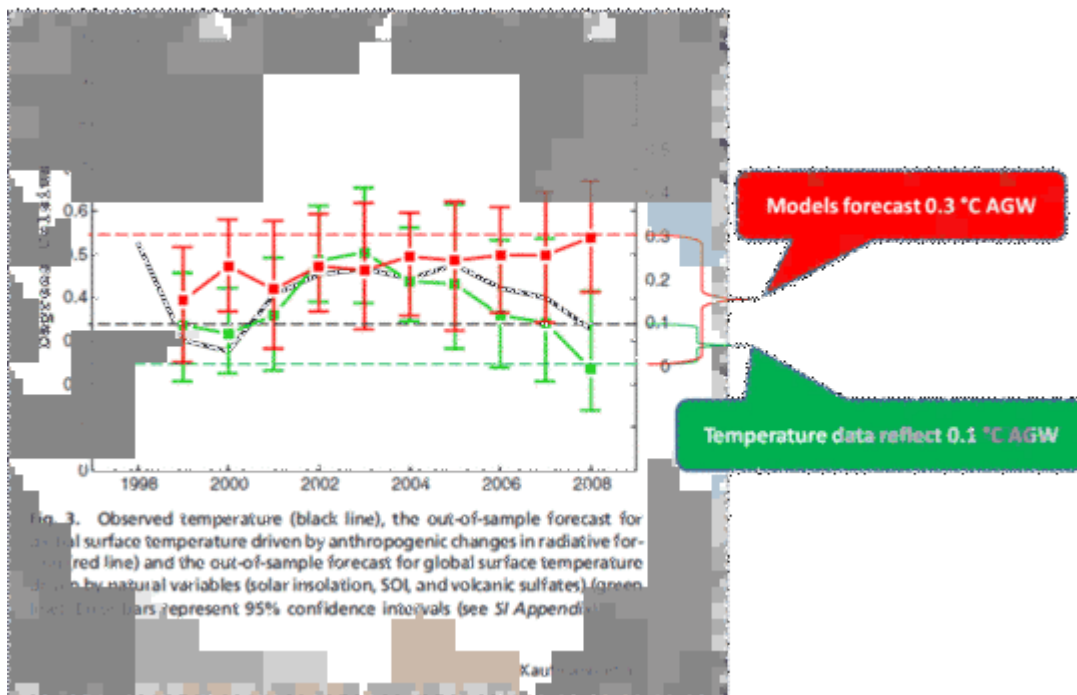 Models forecast 0.3 °C AGW
Temperature data reflect 0.1 °C AGW
0.6
0.5
0.4
0
0.3
0.2
0.1
0
1998 2000 2002 2004 2006 2008
3. Observed temperature (black line), the out-of-sample forecast for
surface temperature driven by anthropogenic changes in radiative for-
red line) and the out-of-sample forecast for global surface temperature
by natural variables (solar insolation, SOI, and volcanic sulfates) (green
bars represent 95% confidence intervals (see SI Appendix